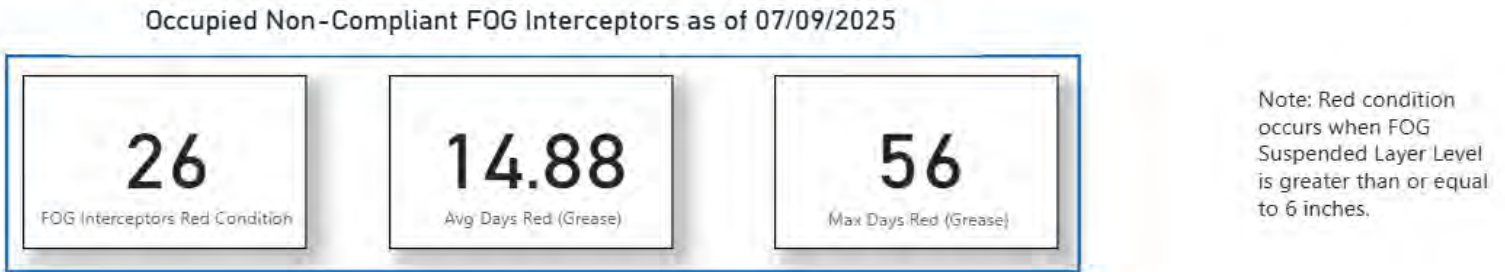 Occupied Non-Compliant FOG Interceptors as of 07/09/2025
26
FOG Interceptors Red Condition
14.88
Avg Days Red (Grease)
56
Max Days Red (Grease)
Note: Red condition
occurs when FOG
Suspended Layer Level
is greater than or equal
to 6 inches.